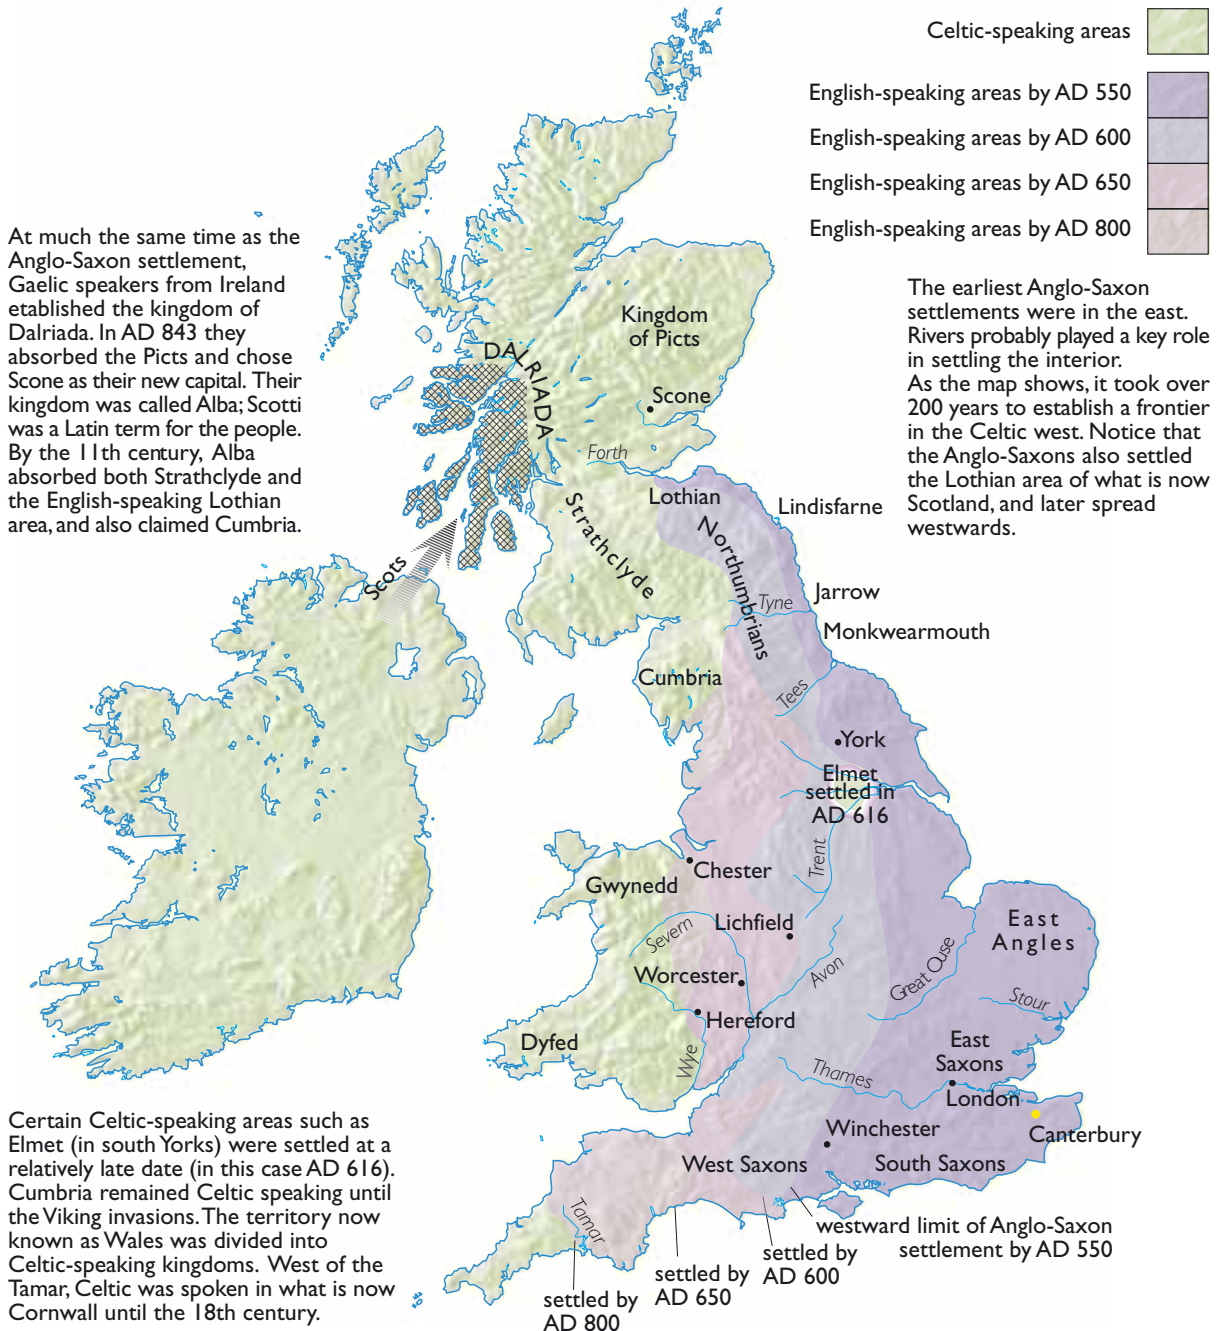 Celtic-speaking areas
English-speaking areas by AD 550
English-speaking areas by AD 600
English-speaking areas by AD 650
English-speaking areas by AD 800
At much the same time as the
Anglo-Saxon settlement,
Gaelic speakers from Ireland
etablished the kingdom of
Dalriada. In AD 843 they
absorbed the Picts and chose
Scone as their new capital. Their
kingdom was called Alba; Scotti
was a Latin term for the people.
By the 11th century, Alba
absorbed both Strathclyde and
the English-speaking Lothian
area, and also claimed Cumbria.
The earliest Anglo-Saxon
settlements were in the east.
Rivers probably played a key role
in settling the interior.
As the map shows, it took over
200 years to establish a frontier
in the Celtic west. Notice that
the Anglo-Saxons also settled
the Lothian area of what is now
Scotland, and later spread
westwards.
Kingdom
of Picts
DALRIADA
Scone
Forth
Lothian
Lindisfarne
Strathclyde
Northumbrians
Scots
Tyne
Jarrow
Monkwearmouth
Cumbria
Tees
York
Elmet
settled in
AD 616
Trent
Chester
Gwynedd
Lichfield
Severn
East
Angles
Great Ouse
Avon
Worcester
Stour
Hereford
Dyfed
Wye
East
Saxons
Thames
London
Canterbury
Winchester
West Saxons
South Saxons
Tamar
westward limit of Anglo-Saxon
settlement by AD 550
settled by
AD 600
settled by
AD 650
settled by
AD 800
Certain Celtic-speaking areas such as
Elmet (in south Yorks) were settled at a
relatively late date (in this case AD 616).
Cumbria remained Celtic speaking until
the Viking invasions. The territory now
known as Wales was divided into
Celtic-speaking kingdoms. West of the
Tamar, Celtic was spoken in what is now
Cornwall until the 18th century.